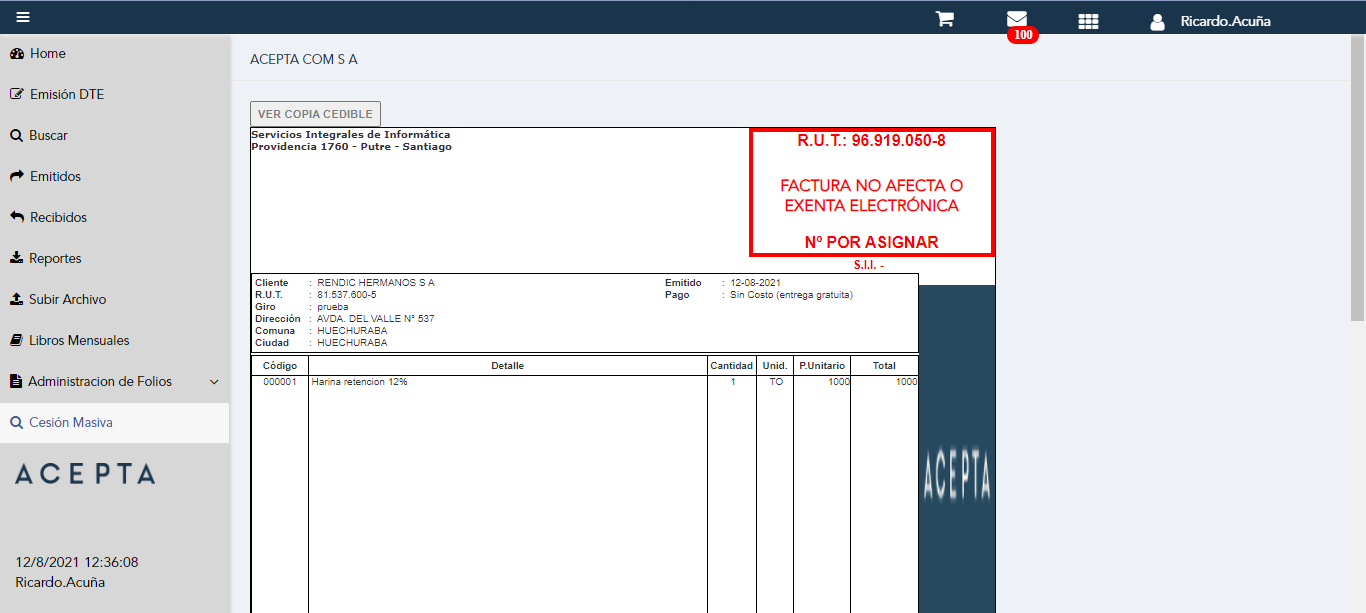 Ricardo.Acuña
100
Home
Emisión DTE
Buscar
Emitidos
Recibidos
Reportes
Subir Archivo
Libros Mensuales
Administracion de Folios
Cesión Masiva
ACEPTA
12/8/2021 12:36:08
Ricardo.Acuña
ACEPTA COM S A
VER COPIA CEDIBLE
Servicios Integrales de Informática
Providencia 1760 - Putre - Santiago
R.U.T.: 96.919.050-8
FACTURA NO AFECTA O
EXENTA ELECTRÓNICA
Nº POR ASIGNAR
S.I.I. -
Cliente : RENDIC HERMANOS S A Emitido : 12-08-2021
R.U.T. : 81.537.600-5 Pago : Sin Costo (entrega gratuita)
Giro : prueba
Dirección : AVDA. DEL VALLE N° 537
Comuna : HUECHURABA
Ciudad : HUECHURABA
Código Detalle Cantidad Unid. P.Unitario Total
000001 Harina retencion 12% 1 TO 1000 1000
ACEPTA